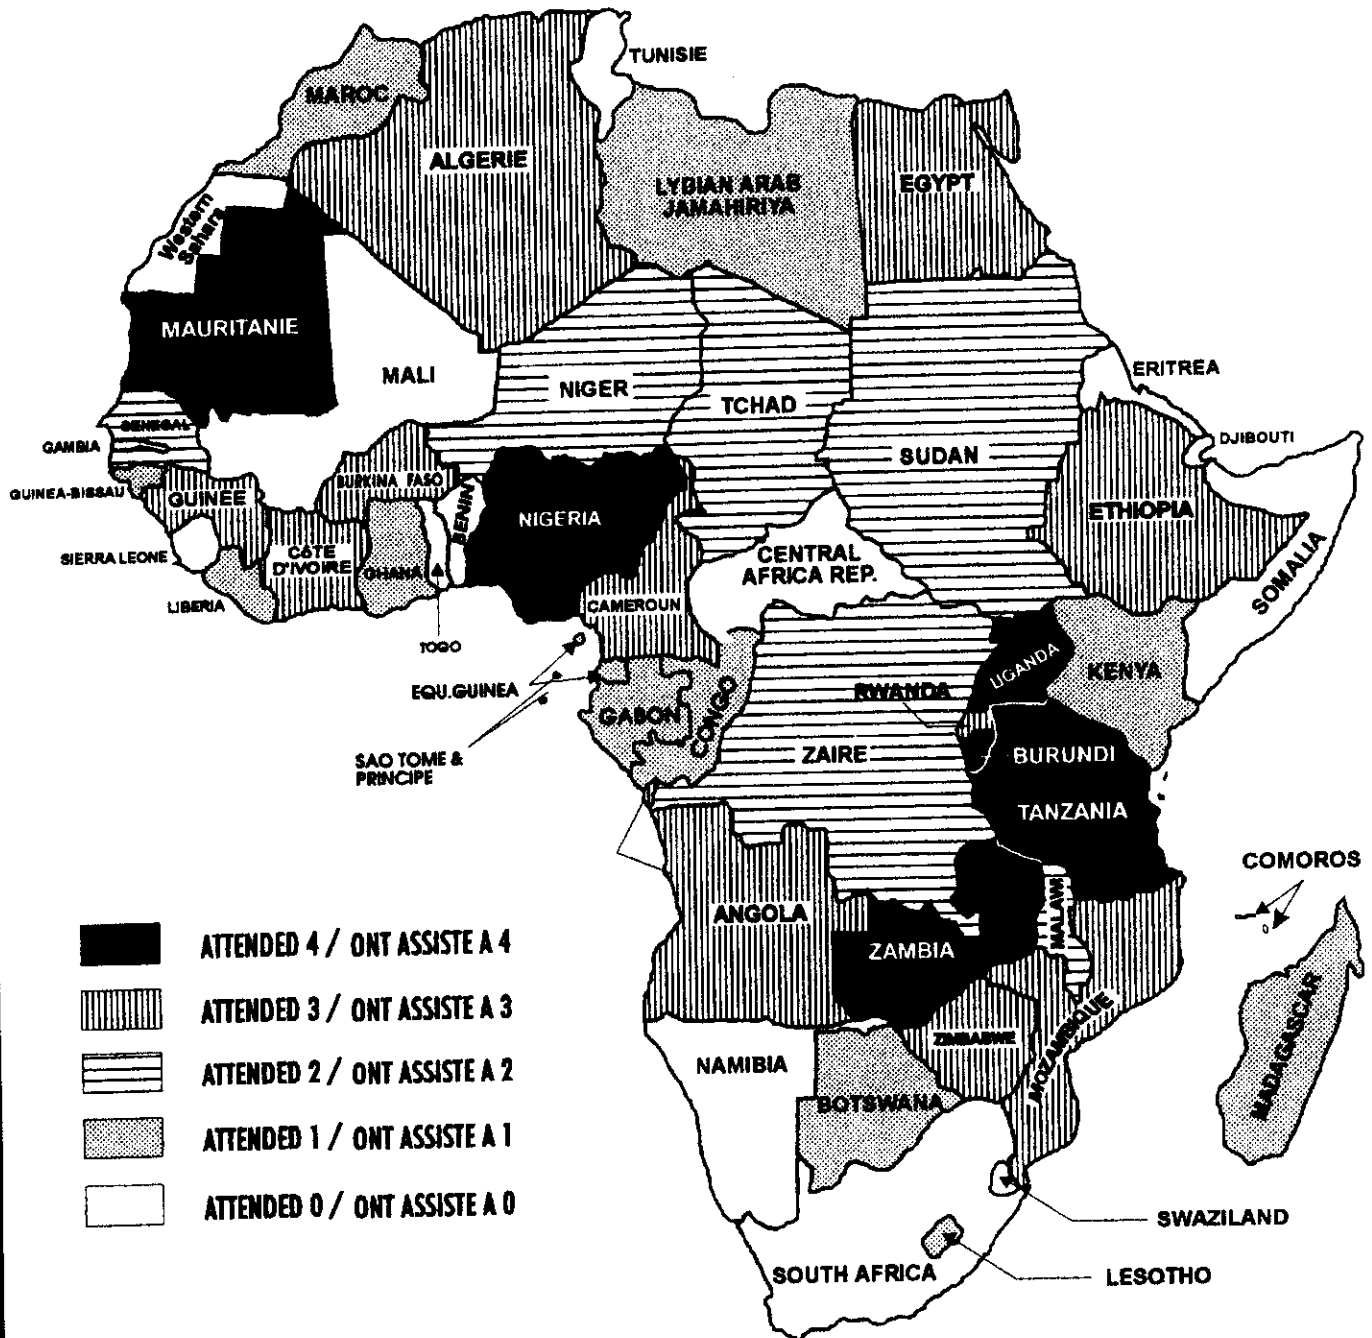 TUNISIE
MAROC
ALGERIE
LYBIAN ARAB
JAMAHIRIYA
EGYPT
Western
Sahara
MAURITANIE
MALI
NIGER
TCHAD
SUDAN
ERITREA
DJIBOUTI
SENEGAL
GAMBIA
GUINEA-BISSAU
GUINEE
BURKINA FASO
BENIN
NIGERIA
ETHIOPIA
SIERRA LEONE
CÔTE
D'IVOIRE
GHANA
CENTRAL
AFRICA REP.
SOMALIA
LIBERIA
CAMEROUN
TOGO
EQU.GUINEA
GABON
CONGO
RWANDA
UGANDA
KENYA
SAO TOME &
PRINCIPE
ZAIRE
BURUNDI
TANZANIA
COMOROS
ANGOLA
ZAMBIA
MALAWI
MOZAMBIQUE
ZIMBABWE
MADAGASCAR
NAMIBIA
BOTSWANA
SWAZILAND
SOUTH AFRICA
LESOTHO
ATTENDED 4 / ONT ASSISTE A 4
ATTENDED 3 / ONT ASSISTE A 3
ATTENDED 2 / ONT ASSISTE A 2
ATTENDED 1 / ONT ASSISTE A 1
ATTENDED 0 / ONT ASSISTE A 0